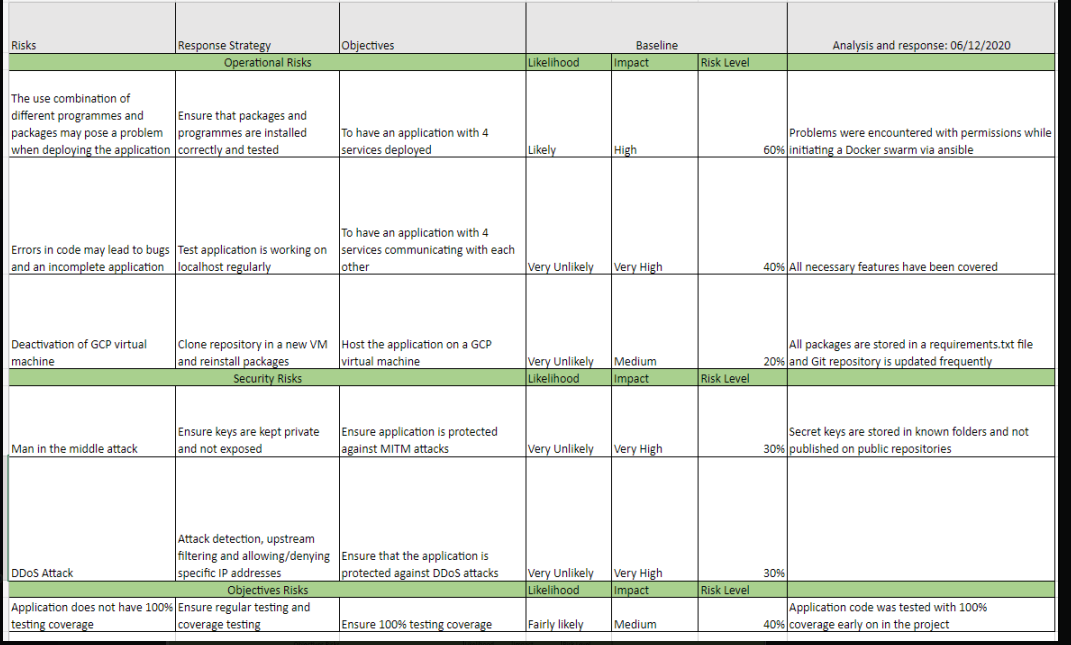 Risks Response Strategy Objectives Baseline Analysis and response: 06/12/2020
Operational Risks Likelihood Impact Risk Level
The use combination of
different programmes and
packages may pose a problem
when deploying the application
Ensure that packages and
programmes are installed
correctly and tested
To have an application with 4
services deployed
Likely
High
60%
Problems were encountered with permissions while
initiating a Docker swarm via ansible
Errors in code may lead to bugs
and an incomplete application
Test application is working on
localhost regularly
To have an application with 4
services communicating with each
other
Very Unlikely
Very High
40%
All necessary features have been covered
Deactivation of GCP virtual
machine
Clone repository in a new VM
and reinstall packages
Host the application on a GCP
virtual machine
Very Unlikely
Medium
20%
All packages are stored in a requirements.txt file
and Git repository is updated frequently
Security Risks Likelihood Impact Risk Level
Man in the middle attack
Ensure keys are kept private
and not exposed
Ensure application is protected
against MITM attacks
Very Unlikely
Very High
30%
Secret keys are stored in known folders and not
published on public repositories
DDoS Attack
Attack detection, upstream
filtering and allowing/denying
specific IP addresses
Ensure that the application is
protected against DDoS attacks
Very Unlikely
Very High
30%
Objectives Risks Likelihood Impact Risk Level
Application does not have 100%
testing coverage
Ensure regular testing and
coverage testing
Ensure 100% testing coverage
Fairly likely
Medium
40%
Application code was tested with 100%
coverage early on in the project